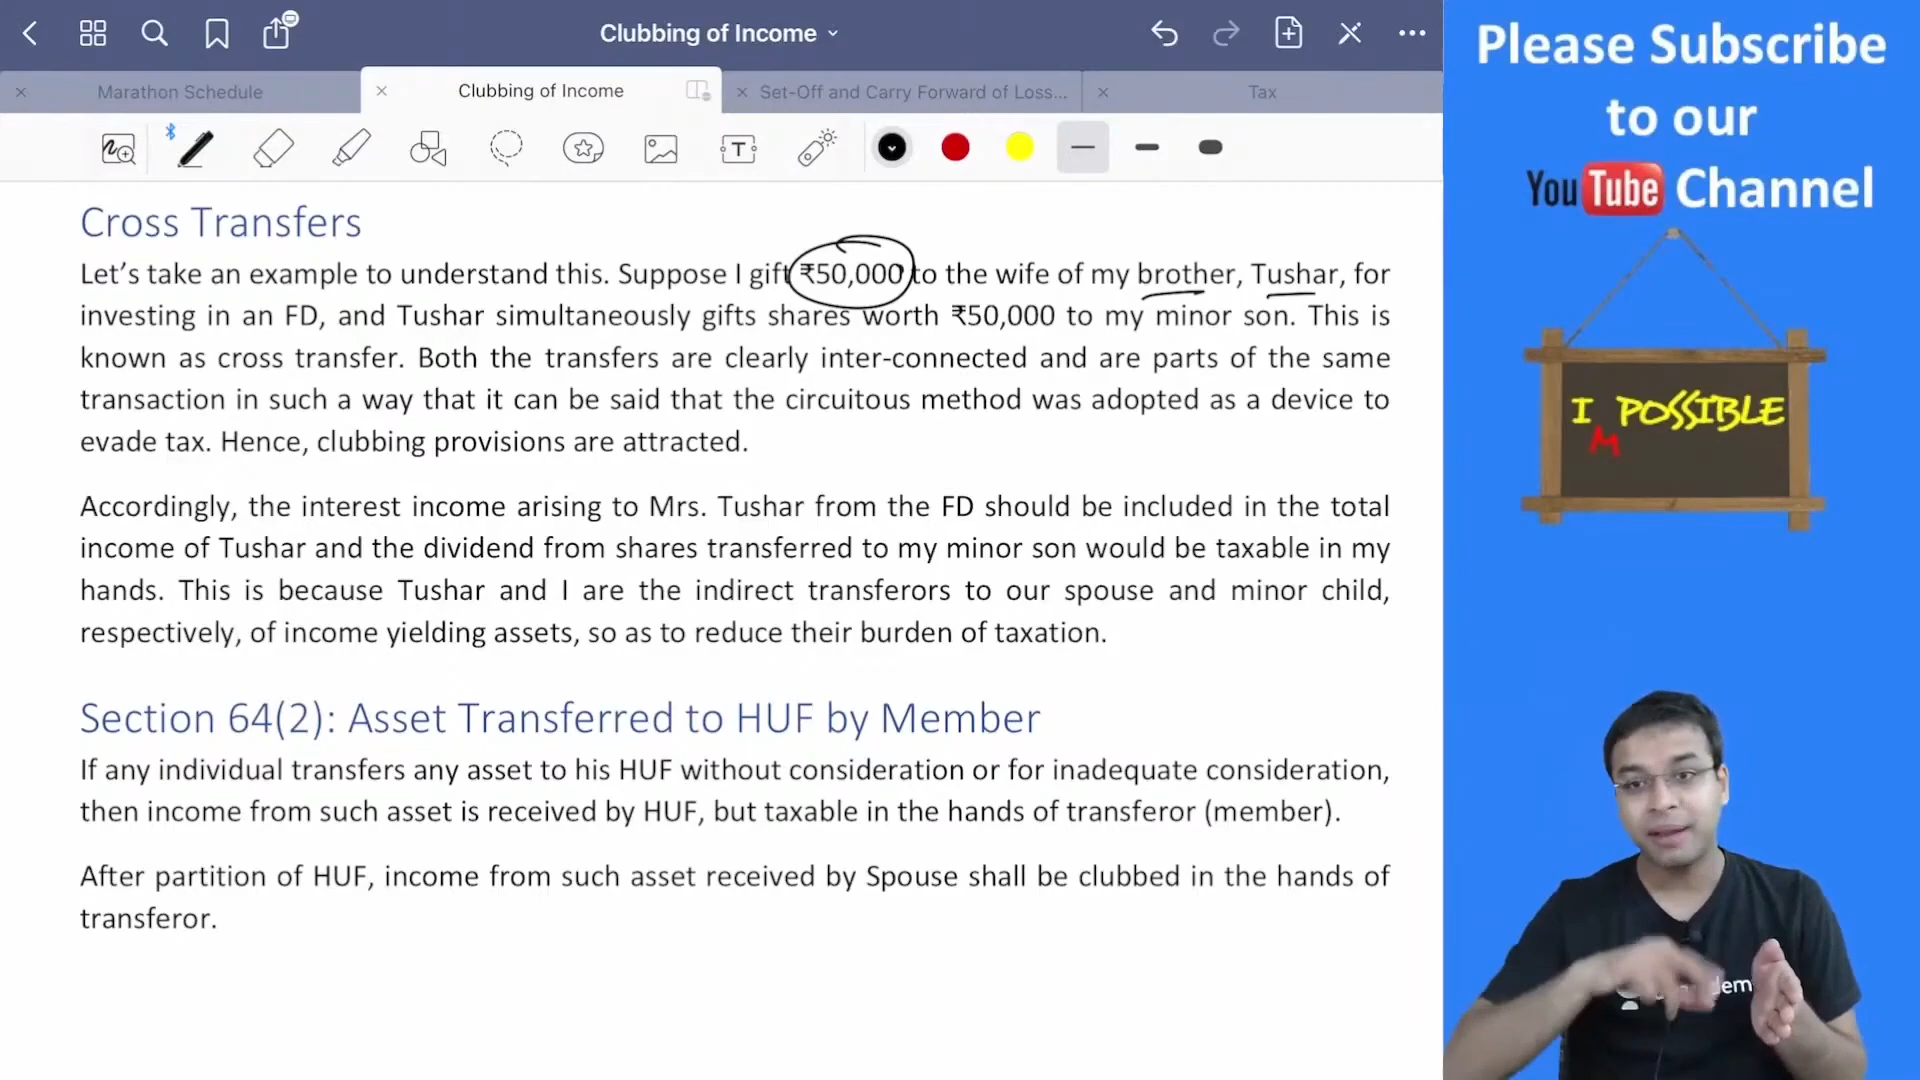 Clubbing of Income
Marathon Schedule
Clubbing of Income
Set-Off and Carry Forward of Loss...
Tax
Cross Transfers
Let’s take an example to understand this. Suppose I gift ₹50,000 to the wife of my brother, Tushar, for
investing in an FD, and Tushar simultaneously gifts shares worth ₹50,000 to my minor son. This is
known as cross transfer. Both the transfers are clearly inter-connected and are parts of the same
transaction in such a way that it can be said that the circuitous method was adopted as a device to
evade tax. Hence, clubbing provisions are attracted.
Accordingly, the interest income arising to Mrs. Tushar from the FD should be included in the total
income of Tushar and the dividend from shares transferred to my minor son would be taxable in my
hands. This is because Tushar and I are the indirect transferors to our spouse and minor child,
respectively, of income yielding assets, so as to reduce their burden of taxation.
Section 64(2): Asset Transferred to HUF by Member
If any individual transfers any asset to his HUF without consideration or for inadequate consideration,
then income from such asset is received by HUF, but taxable in the hands of transferor (member).
After partition of HUF, income from such asset received by Spouse shall be clubbed in the hands of
transferor.
Please Subscribe
to our
YouTube Channel
I POSSIBLE
M